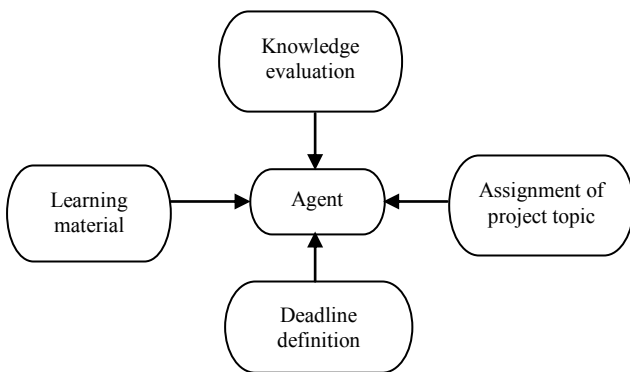 Knowledge
evaluation
Learning
material
Agent
Assignment of
project topic
Deadline
definition